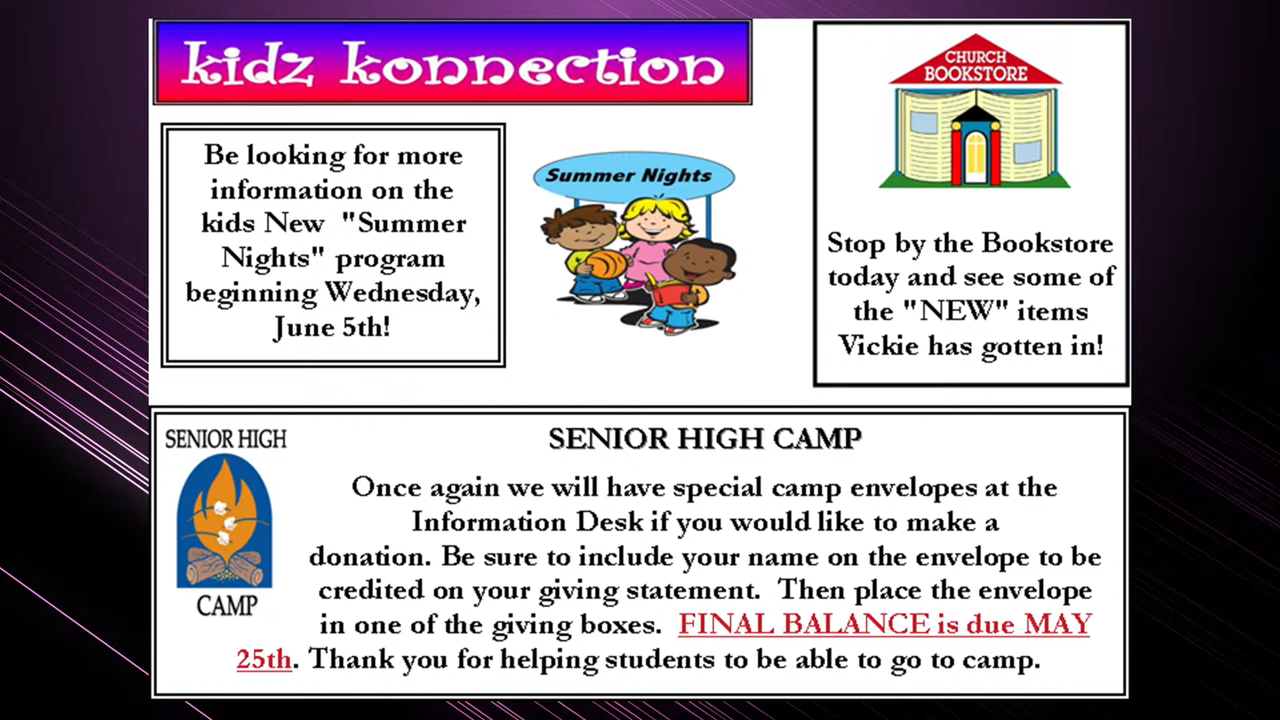 kidz konnection
Be looking for more
information on the
kids New "Summer
Nights" program
beginning Wednesday,
June 5th!
Summer Nights
CHURCH
BOOKSTORE
Stop by the Bookstore
today and see some of
the "NEW" items
Vickie has gotten in!
SENIOR HIGH
CAMP
SENIOR HIGH CAMP
Once again we will have special camp envelopes at the
Information Desk if you would like to make a
donation. Be sure to include your name on the envelope to be
credited on your giving statement. Then place the envelope
in one of the giving boxes. FINAL BALANCE is due MAY
25th. Thank you for helping students to be able to go to camp.